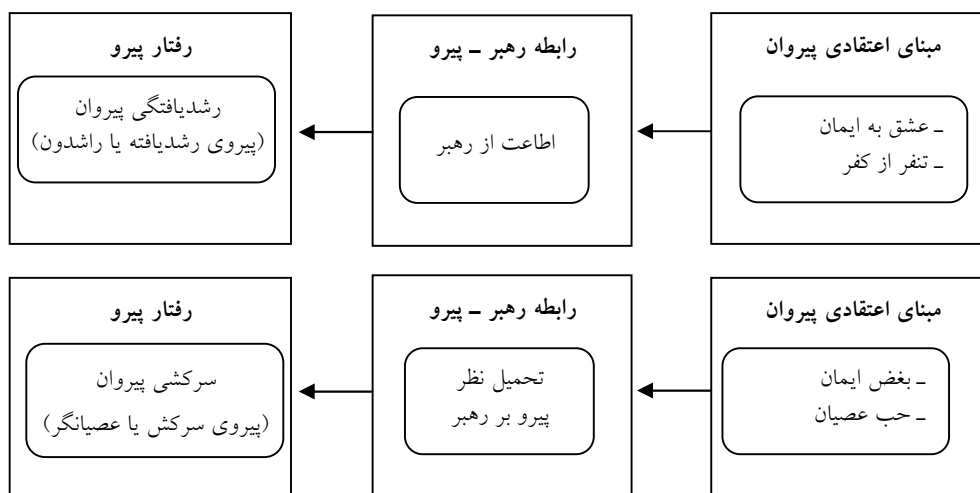 مبنای اعتقادی پیروان
ـ عشق به ایمان
ـ تنفر از کفر
رابطه رهبر ـ پیرو
اطاعت از رهبر
رفتار پیرو
رشدیافتگی پیروان
(پیروی رشدیافته یا راشدون)
مبنای اعتقادی پیروان
ـ بغض ایمان
ـ حب عصیان
رابطه رهبر ـ پیرو
تحمیل نظر
پیرو بر رهبر
رفتار پیرو
سرکشی پیروان
(پیروی سرکش یا عصیانگر)